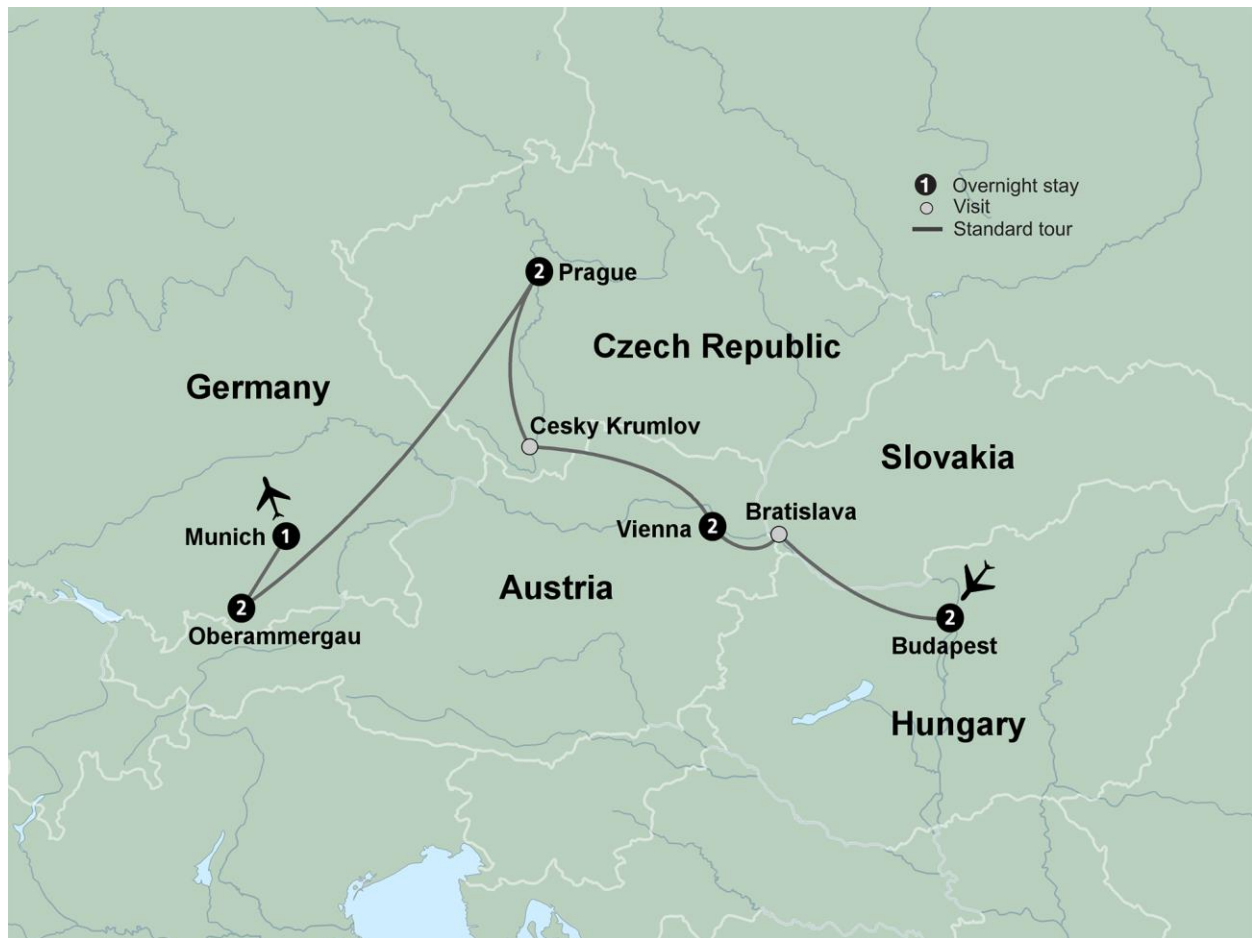 1 Overnight stay
Visit
Standard tour
2 Prague
Czech Republic
Germany
Cesky Krumlov
Slovakia
Bratislava
Vienna 2
Munich 1
Austria
2
Oberammergau
2
Budapest
Hungary